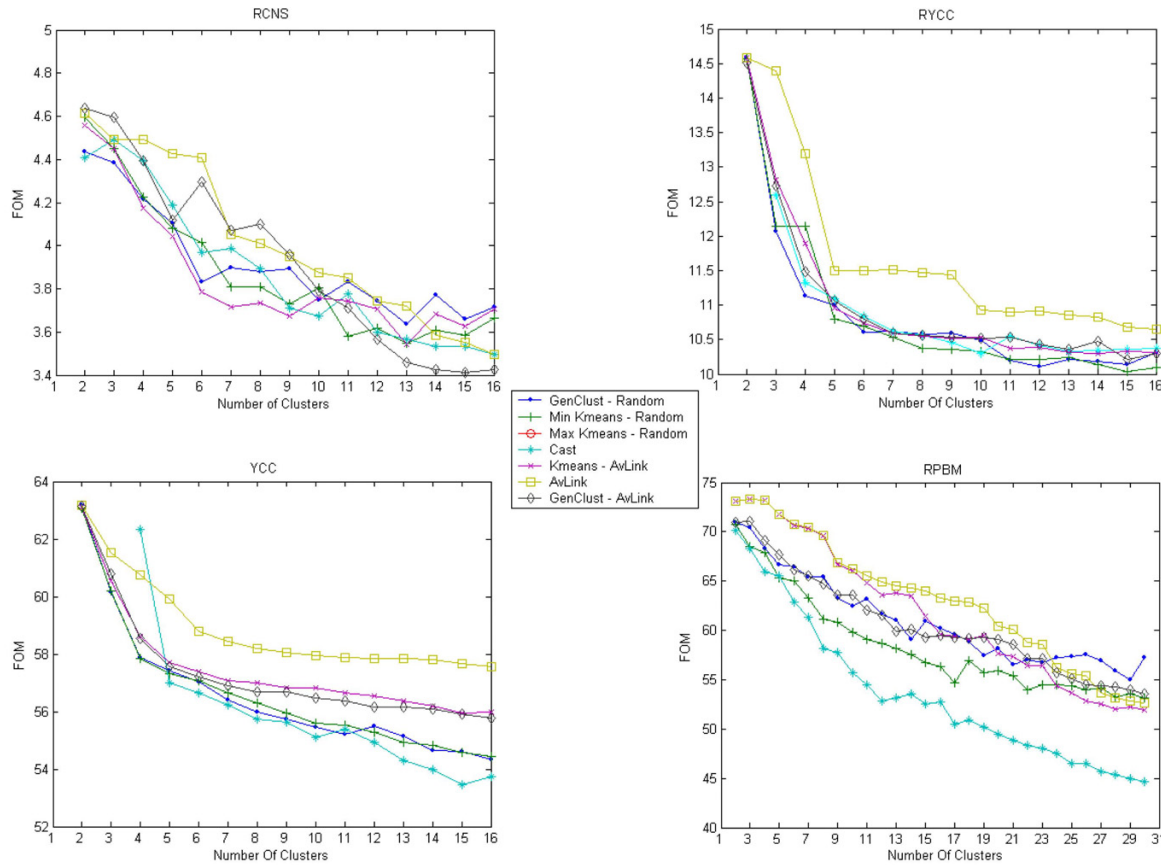 RCNS
5
4.8
4.6
4.4
4.2
4
3.8
3.6
3.4
FOM
1 2 3 4 5 6 7 8 9 10 11 12 13 14 15 16
Number of Clusters
RYCC
15
14.5
14
13.5
13
12.5
12
11.5
11
10.5
10
FOM
1 2 3 4 5 6 7 8 9 10 11 12 13 14 15 16
Number Of Clusters
GenClust - Random
Min Kmeans - Random
Max Kmeans - Random
Cast
Kmeans - AvLink
AvLink
GenClust - AvLink
YCC
64
62
60
58
56
54
52
FOM
1 2 3 4 5 6 7 8 9 10 11 12 13 14 15 16
Number Of Clusters
RPBM
75
70
65
60
55
50
45
40
FOM
1 3 5 7 9 11 13 15 17 19 21 23 25 27 29 31
Number Of Clusters